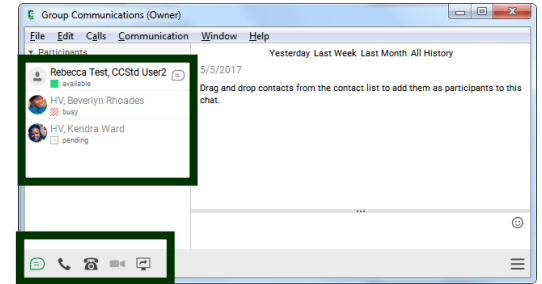 Group Communications (Owner)
File Edit Calls Communication Window Help
Participants
Yesterday Last Week Last Month All History
Rebecca Test, CCStd User2
available
HV, Beverlyn Rhoades
busy
HV, Kendra Ward
pending
5/5/2017
Drag and drop contacts from the contact list to add them as participants to this
chat.